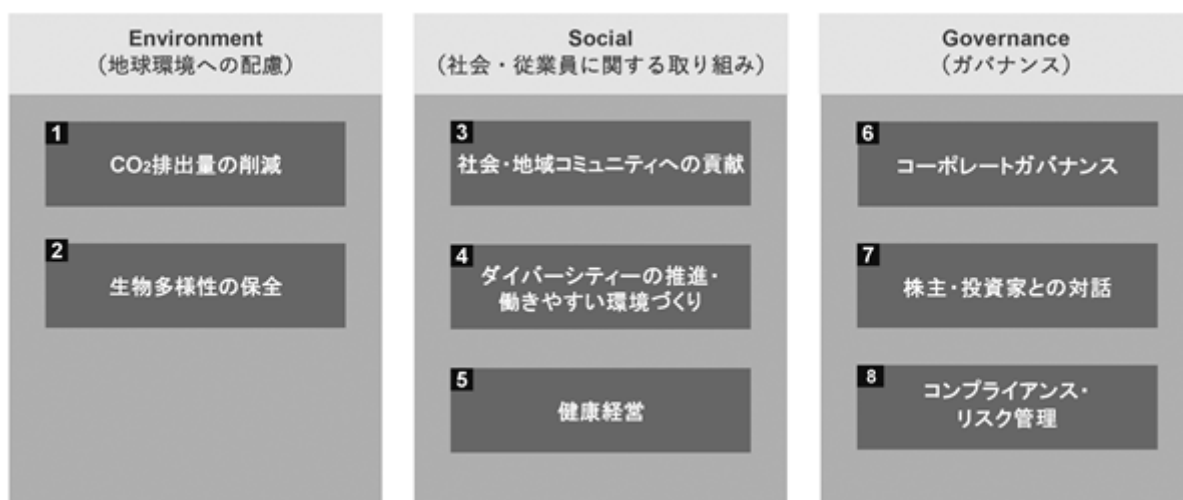 Environment
(地球環境への配慮)
1
CO₂排出量の削減
2
生物多様性の保全
Social
(社会・従業員に関する取り組み)
3
社会・地域コミュニティへの貢献
4
ダイバーシティーの推進・
働きやすい環境づくり
5
健康経営
Governance
(ガバナンス)
6
コーポレートガバナンス
7
株主・投資家との対話
8
コンプライアンス・
リスク管理